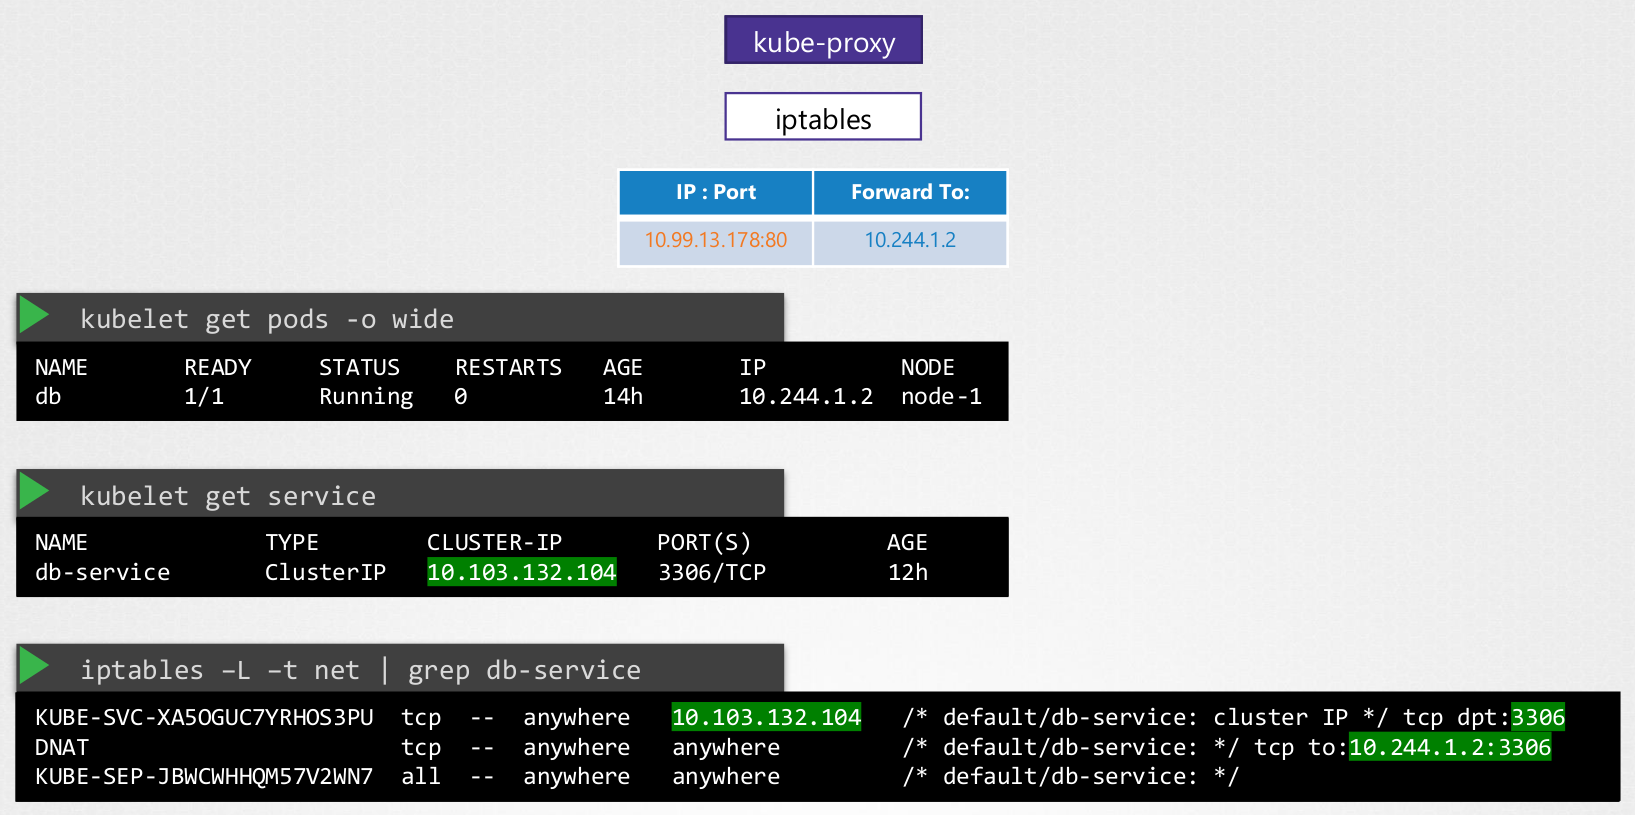 kube-proxy
iptables
IP : Port Forward To:
10.99.13.178:80 10.244.1.2
kubelet get pods -o wide
NAME READY STATUS RESTARTS AGE IP NODE
db 1/1 Running 0 14h 10.244.1.2 node-1
kubelet get service
NAME TYPE CLUSTER-IP PORT(S) AGE
db-service ClusterIP 10.103.132.104 3306/TCP 12h
iptables –L –t net | grep db-service
KUBE-SVC-XA5OGUC7YRHOS3PU tcp -- anywhere 10.103.132.104 /* default/db-service: cluster IP */ tcp dpt:3306
DNAT tcp -- anywhere anywhere /* default/db-service: */ tcp to:10.244.1.2:3306
KUBE-SEP-JBWCWHHQM57V2WN7 all -- anywhere anywhere /* default/db-service: */